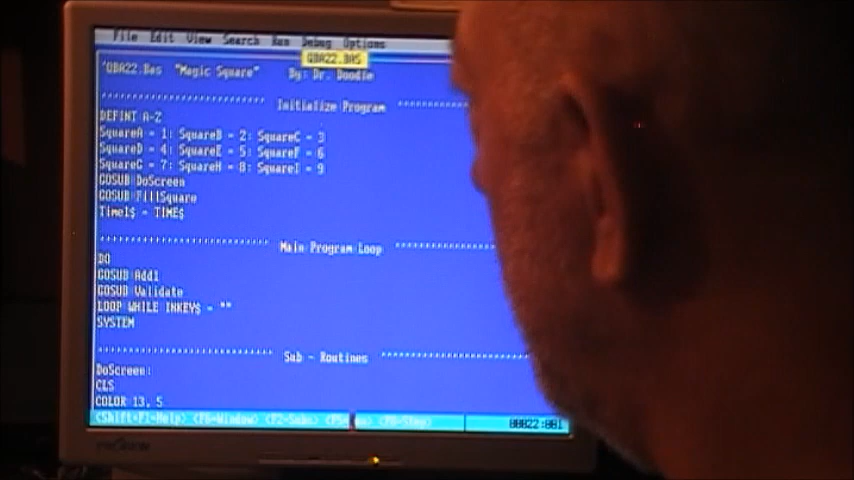 File Edit View Search Run Debug Options
QBA22.BAS
'QBA22.Bas "Magic Square" By: Dr. Doodle
Initialize Program
DEFINT A-Z
SquareA = 1: SquareB = 2: SquareC = 3
SquareD = 4: SquareE = 5: SquareF = 6
SquareG = 7: SquareH = 8: SquareI = 9
GOSUB DoScreen
GOSUB FillSquare
Time1$ = TIME$
Main Program Loop
DO
GOSUB Add1
GOSUB Validate
LOOP WHILE INKEY$ = ""
SYSTEM
Sub - Routines
DoScreen:
CLS
COLOR 13, 5
<Shift+F1=Help> <F6=Window> <F2=Subs> <F5=Run> <F8=Step> 00022:001